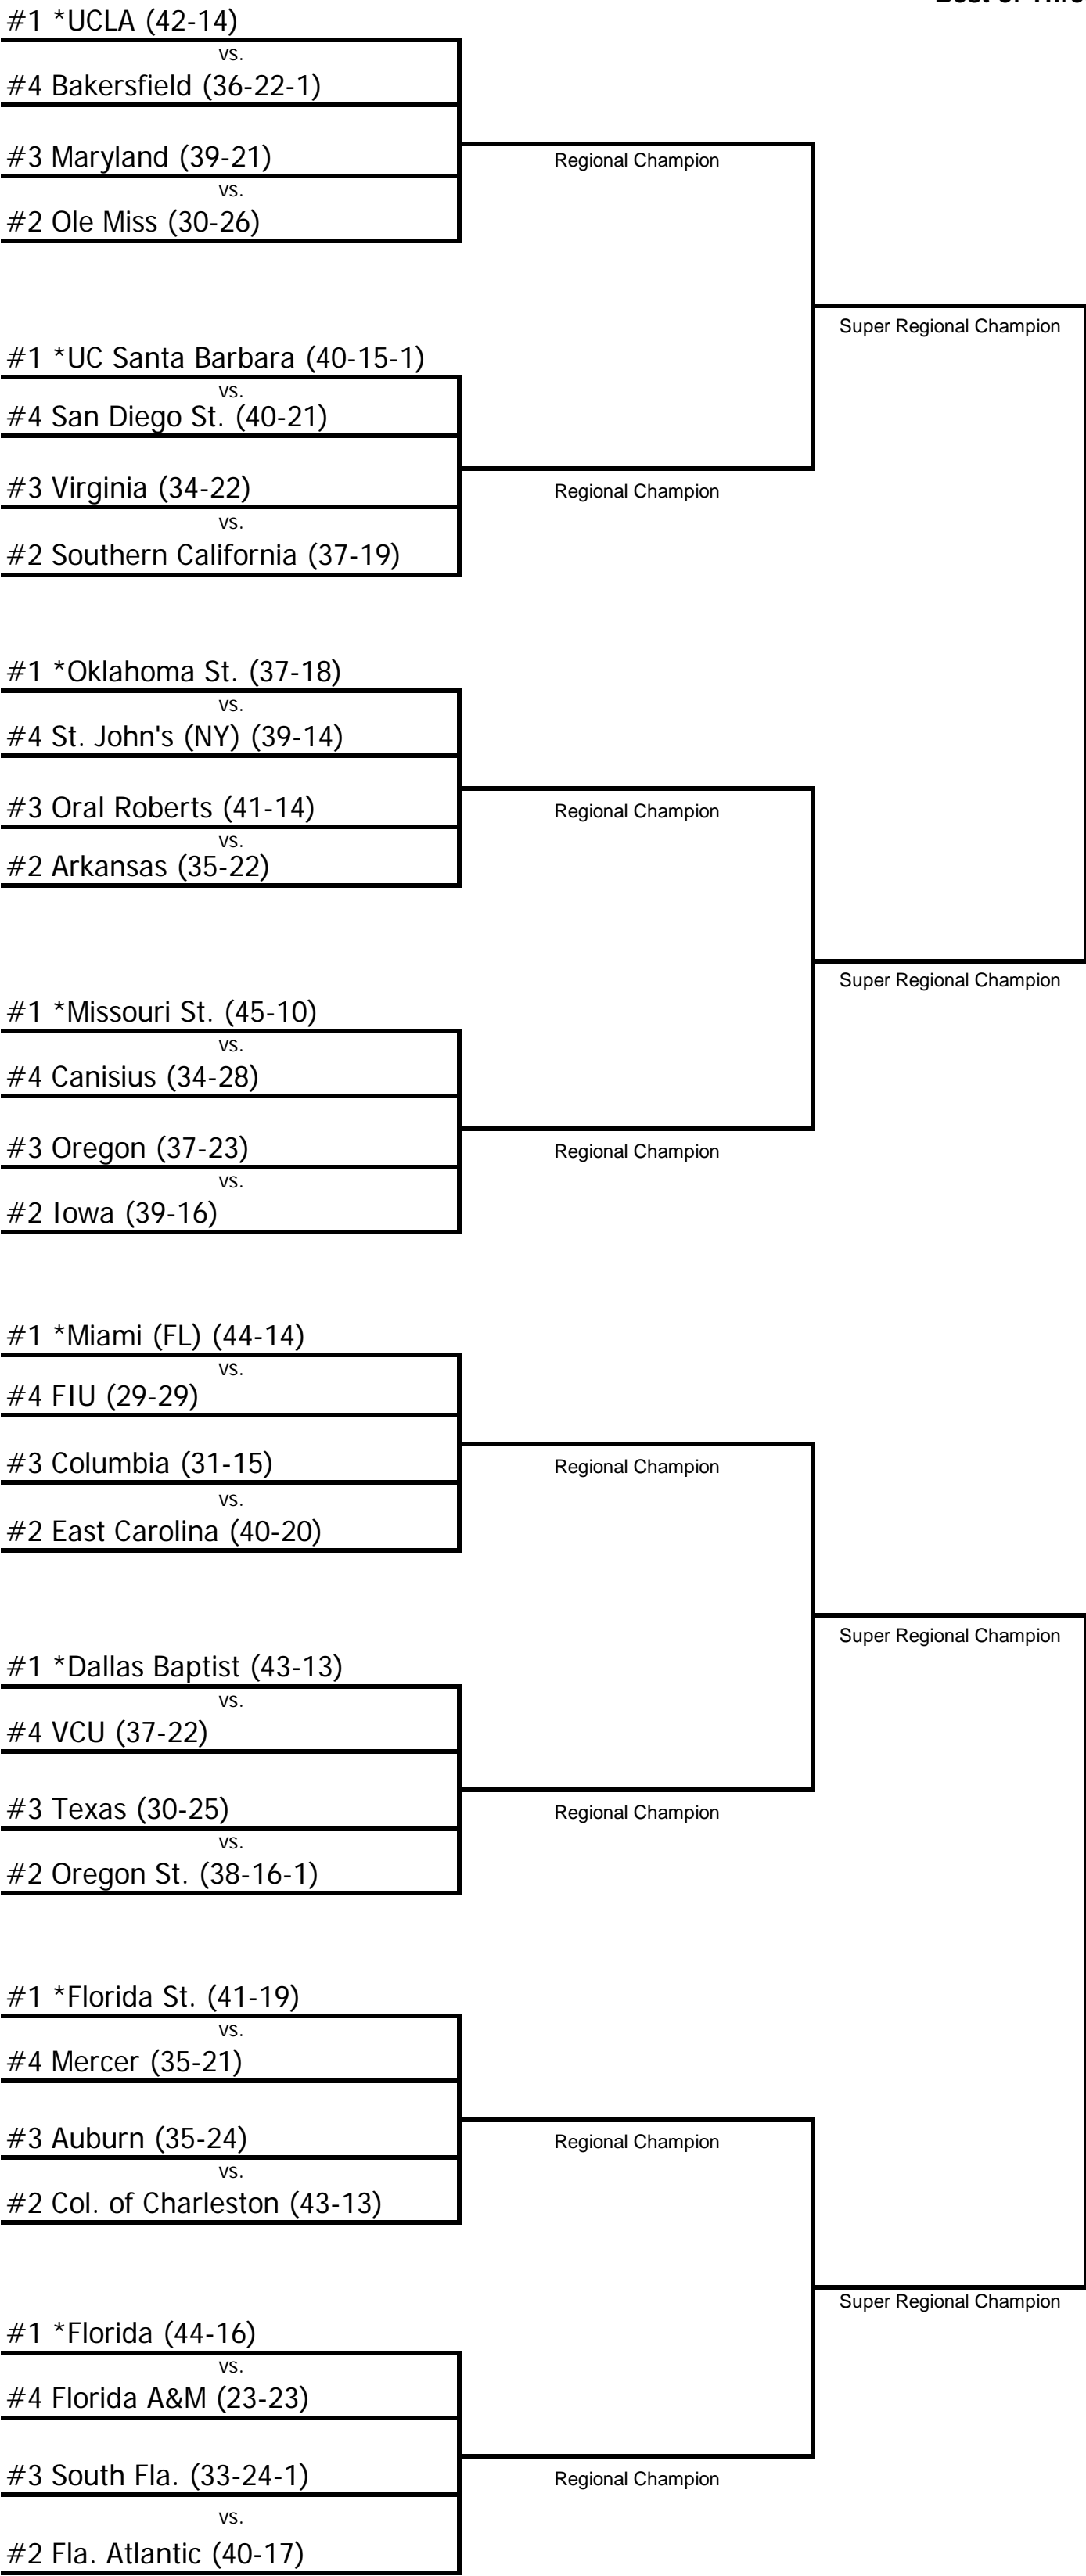 Best of Thre
#1 *UCLA (42-14)
vs.
#4 Bakersfield (36-22-1)
#3 Maryland (39-21)
Regional Champion
vs.
#2 Ole Miss (30-26)
Super Regional Champion
#1 *UC Santa Barbara (40-15-1)
vs.
#4 San Diego St. (40-21)
#3 Virginia (34-22)
Regional Champion
vs.
#2 Southern California (37-19)
#1 *Oklahoma St. (37-18)
vs.
#4 St. John's (NY) (39-14)
#3 Oral Roberts (41-14)
Regional Champion
vs.
#2 Arkansas (35-22)
Super Regional Champion
#1 *Missouri St. (45-10)
vs.
#4 Canisius (34-28)
#3 Oregon (37-23)
Regional Champion
vs.
#2 Iowa (39-16)
#1 *Miami (FL) (44-14)
vs.
#4 FIU (29-29)
#3 Columbia (31-15)
Regional Champion
vs.
#2 East Carolina (40-20)
Super Regional Champion
#1 *Dallas Baptist (43-13)
vs.
#4 VCU (37-22)
#3 Texas (30-25)
Regional Champion
vs.
#2 Oregon St. (38-16-1)
#1 *Florida St. (41-19)
vs.
#4 Mercer (35-21)
#3 Auburn (35-24)
Regional Champion
vs.
#2 Col. of Charleston (43-13)
Super Regional Champion
#1 *Florida (44-16)
vs.
#4 Florida A&M (23-23)
#3 South Fla. (33-24-1)
Regional Champion
vs.
#2 Fla. Atlantic (40-17)